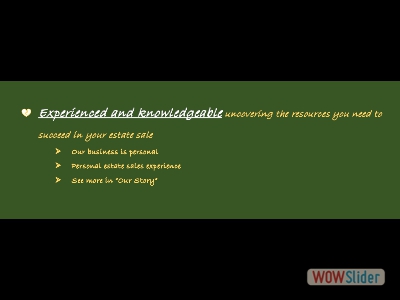 Experienced and knowledgeable uncovering the resources you need to
succeed in your estate sale
Our business is personal
Personal estate sales experience
See more in "Our Story"
WOWSlider